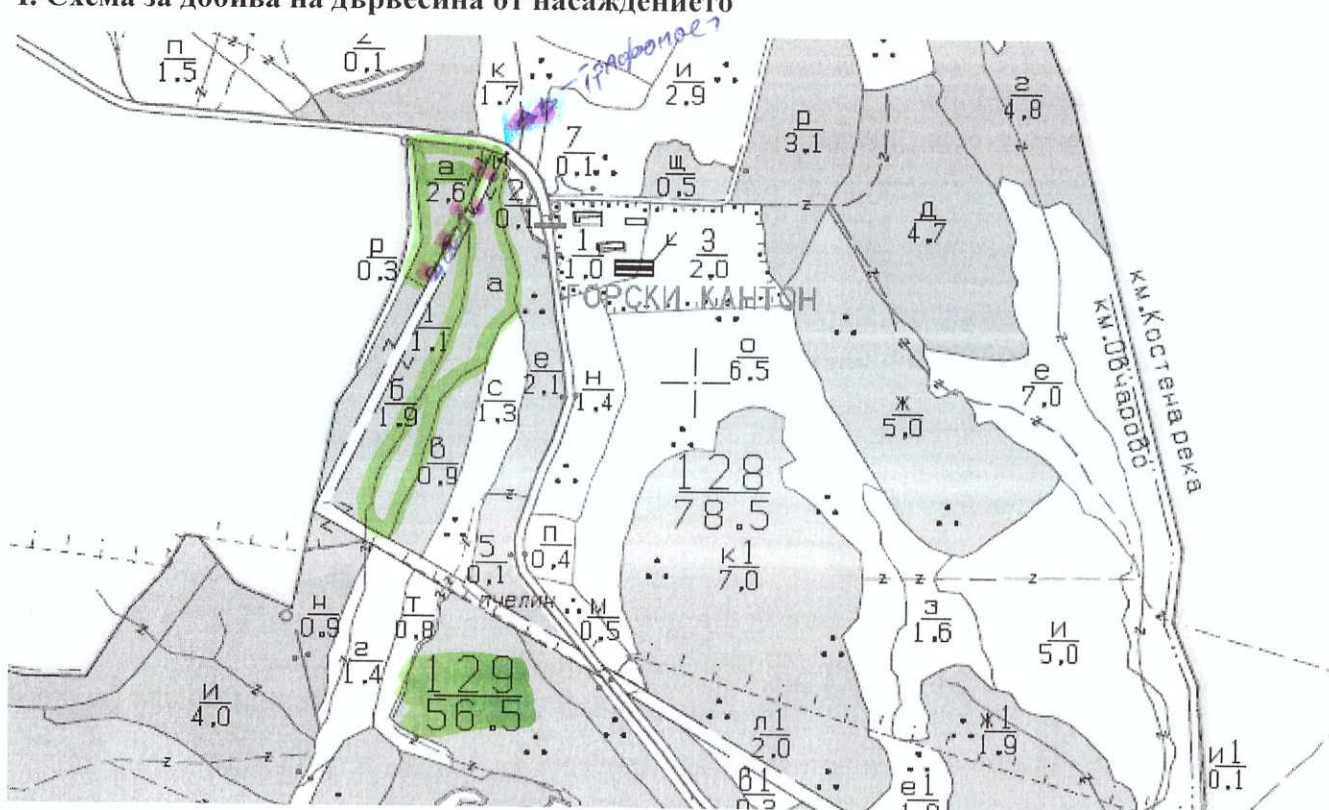 1. Схема за добива на дървесина от насаждението
п
1.5
2
0.1
к
1.7
и
2.9
р
3.1
г
4.8
7
0.1
щ
0.5
а
2.6
2
0.1
д
4.7
р
0.3
1
1.0
3
2.0
а
ГОРСКИ КАНТОН
км.Костена река
км.Овчарово
1
1.1
о
6.5
е
2.1
е
7,0
н
1.4
с
1.3
б
1.9
ж
5,0
в
0.9
128
78.5
5
0,1
п
0,4
к1
7,0
пчелин
н
0.9
т
0.8
м
0.5
з
1.6
и
5,0
г
1.4
129
56.5
и
4.0
л1
2.0
ж1
1.9
и1
0.1
в1
0.3
е1